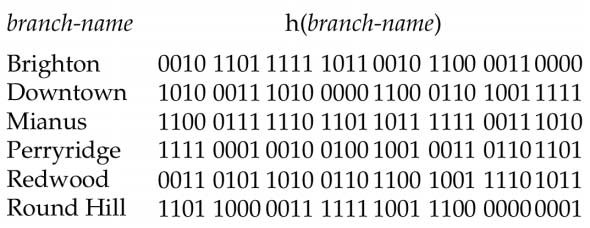 branch-name h(branch-name)
Brighton 0010 1101 1111 1011 0010 1100 0011 0000
Downtown 1010 0011 1010 0000 1100 0110 1001 1111
Mianus 1100 0111 1110 1101 1011 1111 0011 1010
Perryridge 1111 0001 0010 0100 1001 0011 0110 1101
Redwood 0011 0101 1010 0110 1100 1001 1110 1011
Round Hill 1101 1000 0011 1111 1001 1100 0000 0001